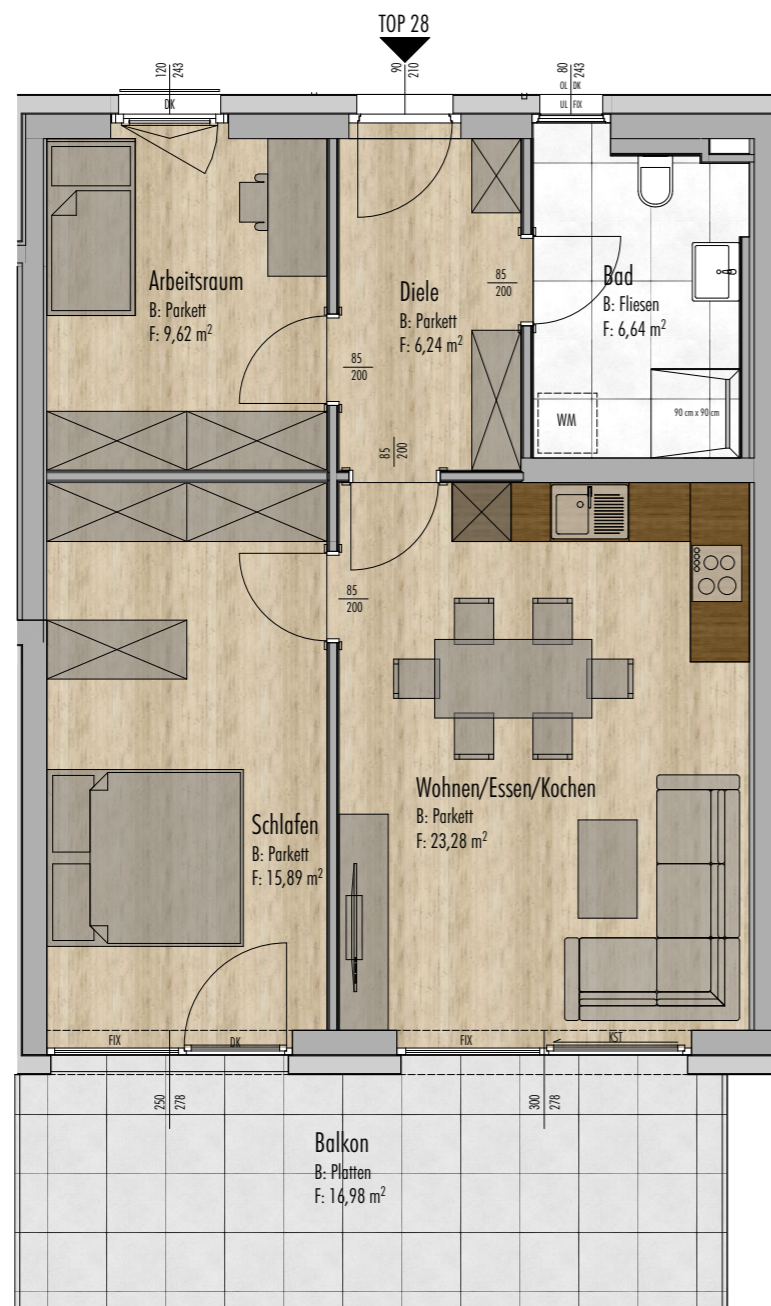 TOP 28
120
243
90
210
80
243
OL DK
UL FIX
DK
Arbeitsraum
B: Parkett
F: 9,62 m²
Diele
B: Parkett
F: 6,24 m²
85
200
Bad
B: Fliesen
F: 6,64 m²
85
200
90 cm x 90 cm
WM
85
200
85
200
Wohnen/Essen/Kochen
B: Parkett
F: 23,28 m²
Schlafen
B: Parkett
F: 15,89 m²
FIX
DK
FIX
KST
250
278
300
278
Balkon
B: Platten
F: 16,98 m²